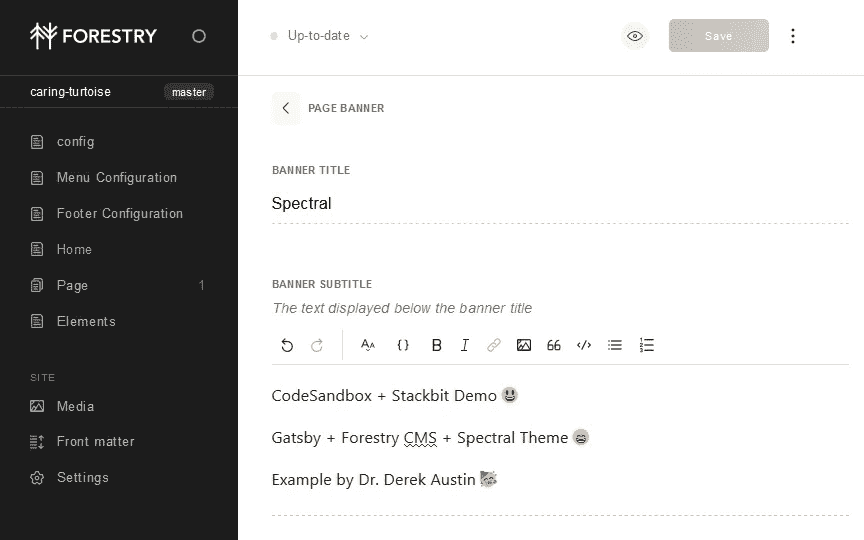 FORESTRY
Up-to-date
Save
caring-turtoise
master
config
Menu Configuration
Footer Configuration
Home
Page
1
Elements
SITE
Media
Front matter
Settings
PAGE BANNER
BANNER TITLE
Spectral
BANNER SUBTITLE
The text displayed below the banner title
CodeSandbox + Stackbit Demo 😃
Gatsby + Forestry CMS + Spectral Theme
Example by Dr. Derek Austin